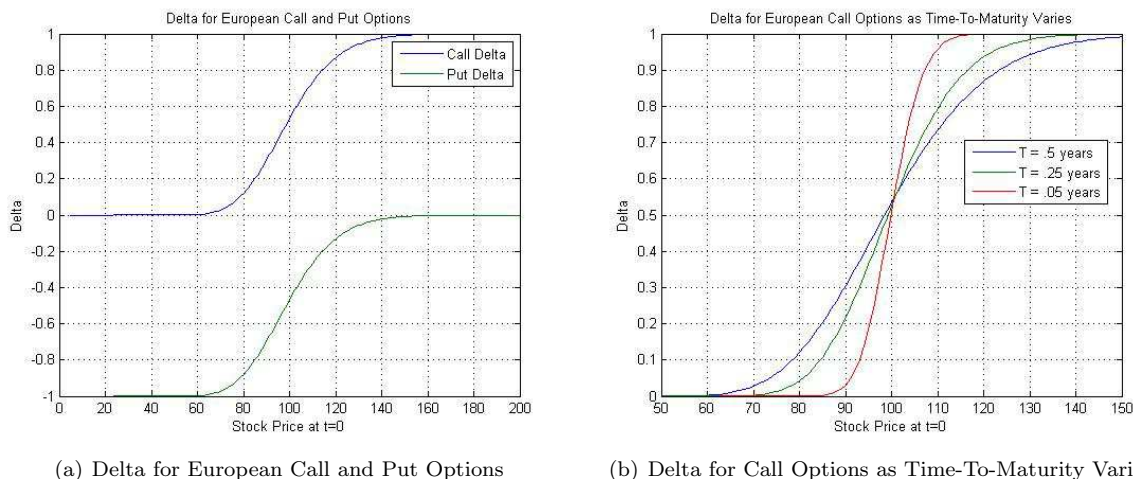 Delta for European Call and Put Options
1
0.8
0.6
0.4
0.2
0
-0.2
-0.4
-0.6
-0.8
-1
Delta
Call Delta
Put Delta
0 20 40 60 80 100 120 140 160 180 200
Stock Price at t=0
(a) Delta for European Call and Put Options
Delta for European Call Options as Time-To-Maturity Varies
1
0.9
0.8
0.7
0.6
0.5
0.4
0.3
0.2
0.1
0
Delta
T = .5 years
T = .25 years
T = .05 years
50 60 70 80 90 100 110 120 130 140 150
Stock Price at t=0
(b) Delta for Call Options as Time-To-Maturity Vari